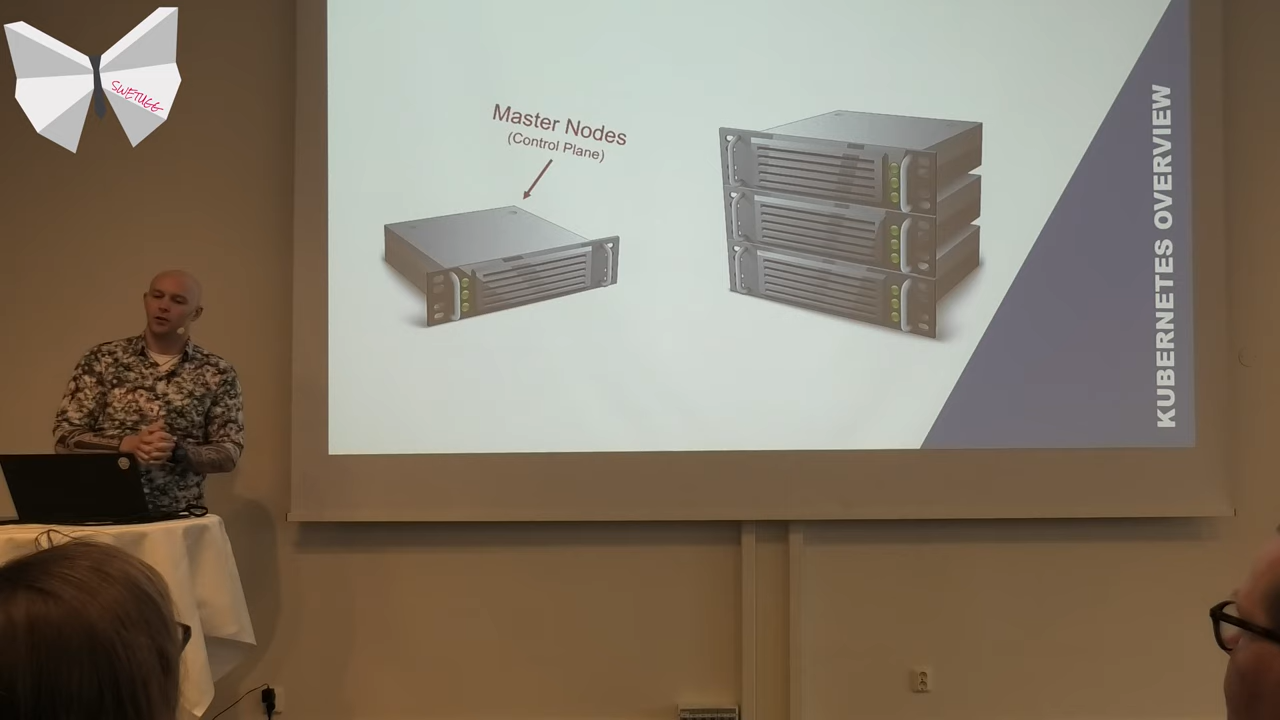 SWETUGG
Master Nodes
(Control Plane)
KUBERNETES OVERVIEW